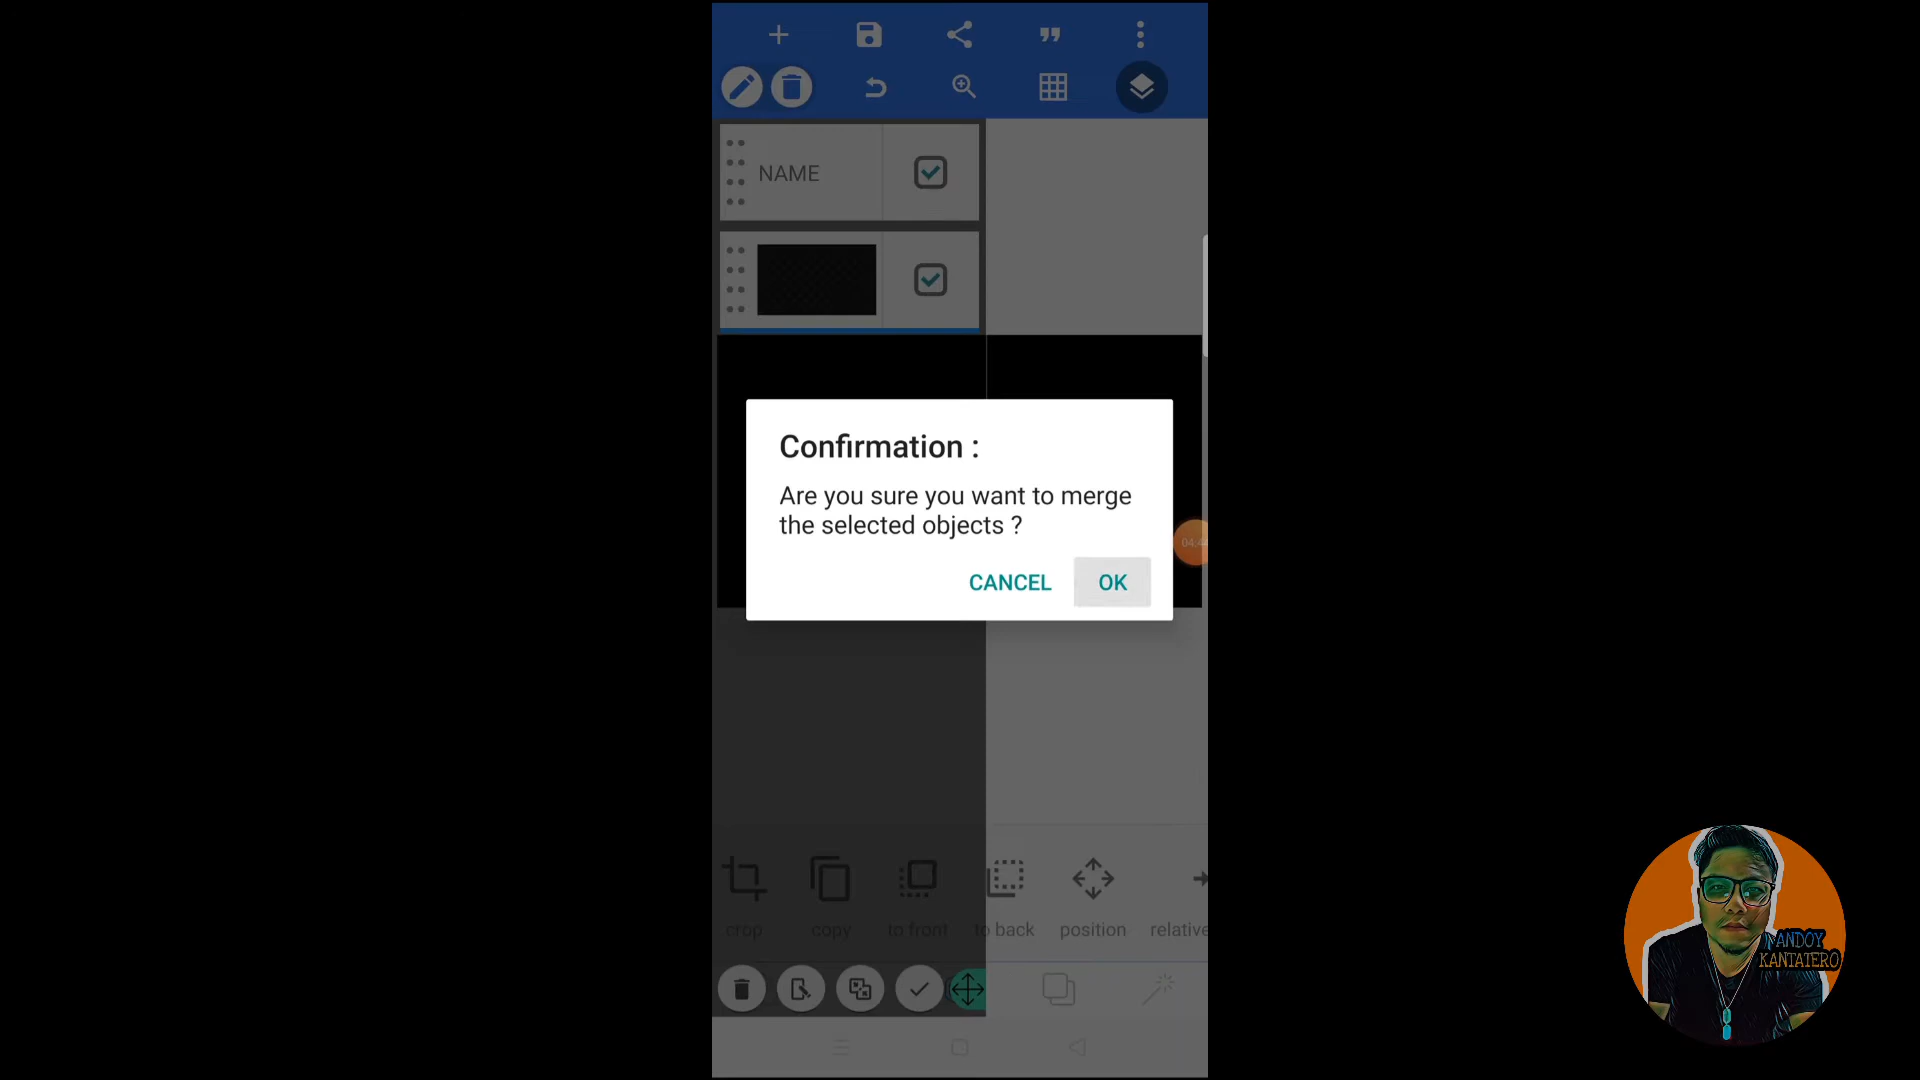 NAME
Confirmation :
Are you sure you want to merge
the selected objects ?
CANCEL OK
crop copy to front to back position relative
ANDOY
KANTATERO